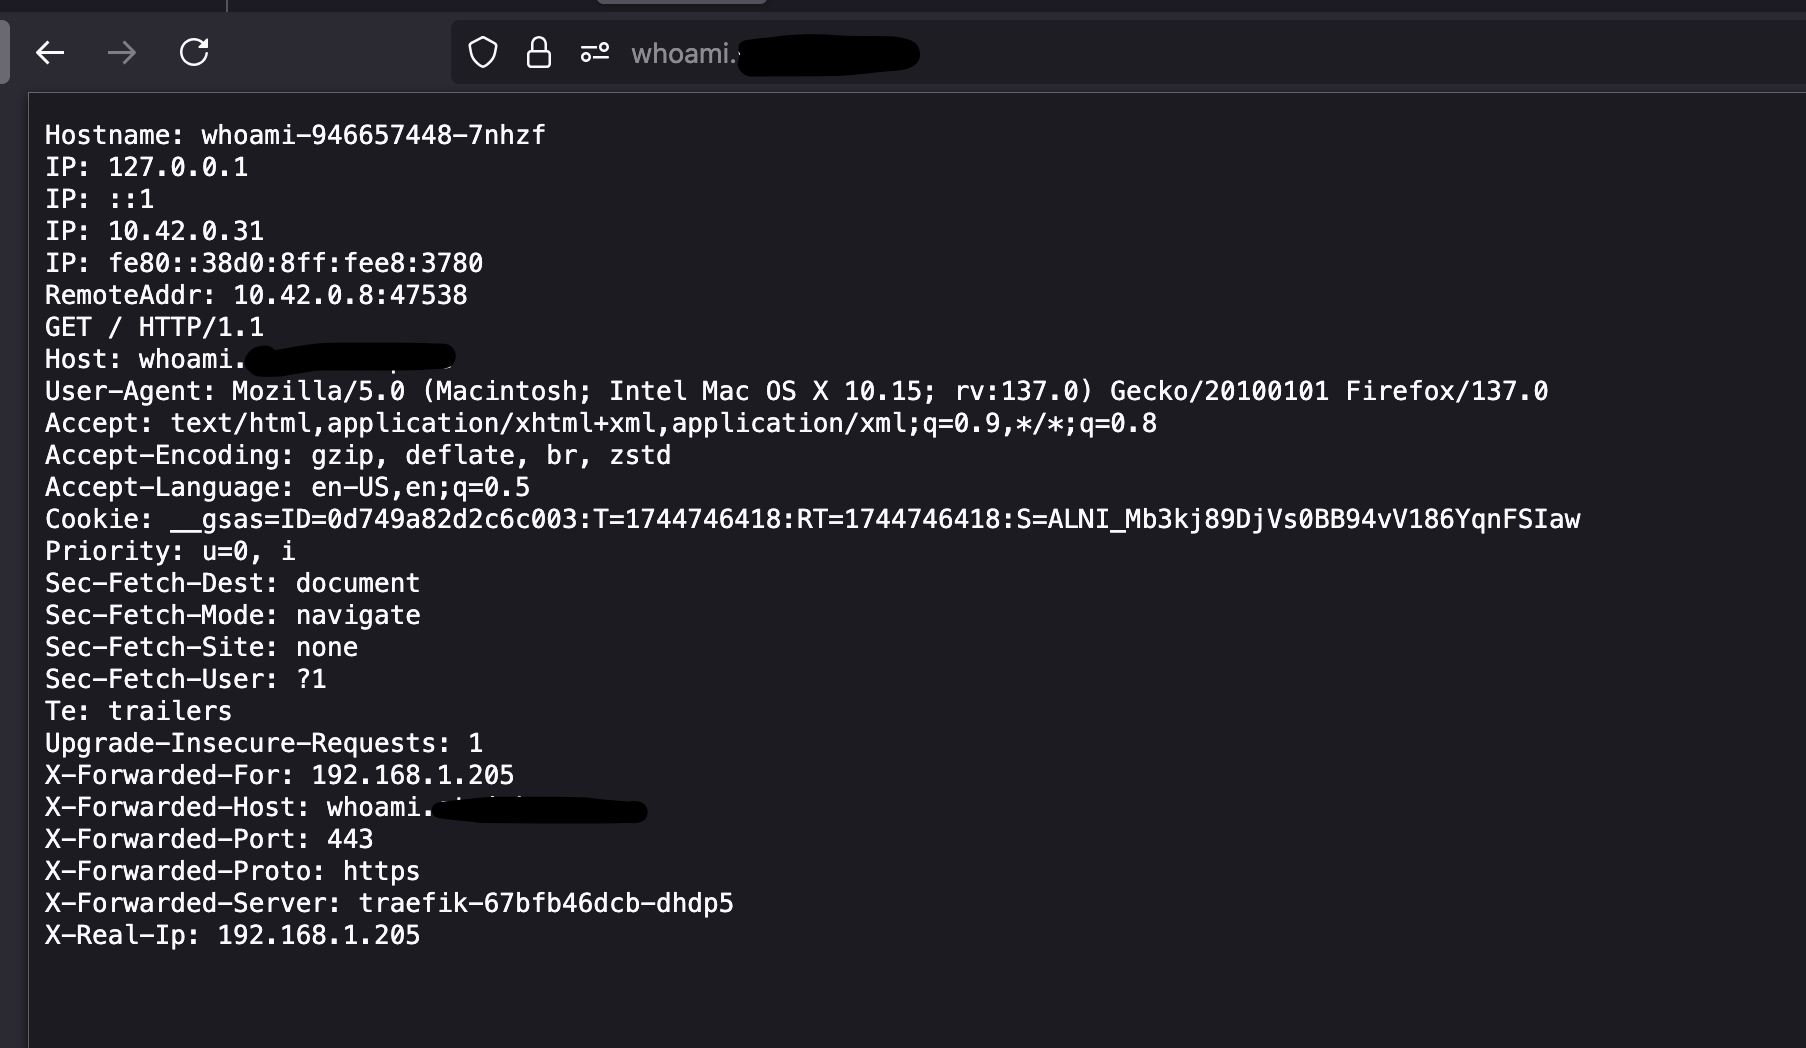 whoami.
Hostname: whoami-946657448-7nhzf
IP: 127.0.0.1
IP: ::1
IP: 10.42.0.31
IP: fe80::38d0:8ff:fee8:3780
RemoteAddr: 10.42.0.8:47538
GET / HTTP/1.1
Host: whoami.
User-Agent: Mozilla/5.0 (Macintosh; Intel Mac OS X 10.15; rv:137.0) Gecko/20100101 Firefox/137.0
Accept: text/html,application/xhtml+xml,application/xml;q=0.9,*/*;q=0.8
Accept-Encoding: gzip, deflate, br, zstd
Accept-Language: en-US,en;q=0.5
Cookie: __gsas=ID=0d749a82d2c6c003:T=1744746418:RT=1744746418:S=ALNI_Mb3kj89DjVs0BB94vV186YqnFSIaw
Priority: u=0, i
Sec-Fetch-Dest: document
Sec-Fetch-Mode: navigate
Sec-Fetch-Site: none
Sec-Fetch-User: ?1
Te: trailers
Upgrade-Insecure-Requests: 1
X-Forwarded-For: 192.168.1.205
X-Forwarded-Host: whoami.
X-Forwarded-Port: 443
X-Forwarded-Proto: https
X-Forwarded-Server: traefik-67bfb46dcb-dhdp5
X-Real-Ip: 192.168.1.205